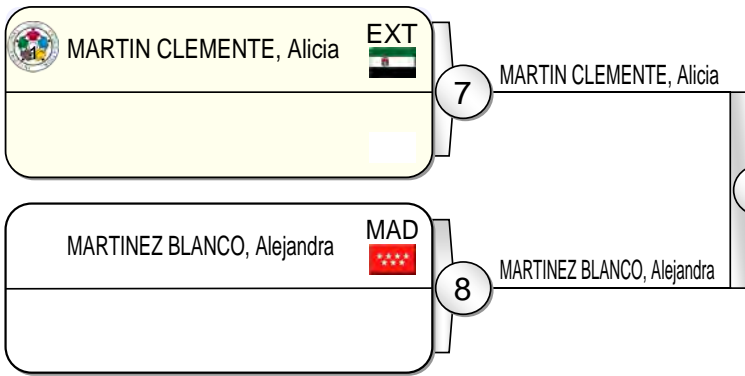 MARTIN CLEMENTE, Alicia EXT
7 MARTIN CLEMENTE, Alicia
MARTINEZ BLANCO, Alejandra MAD
8 MARTINEZ BLANCO, Alejandra